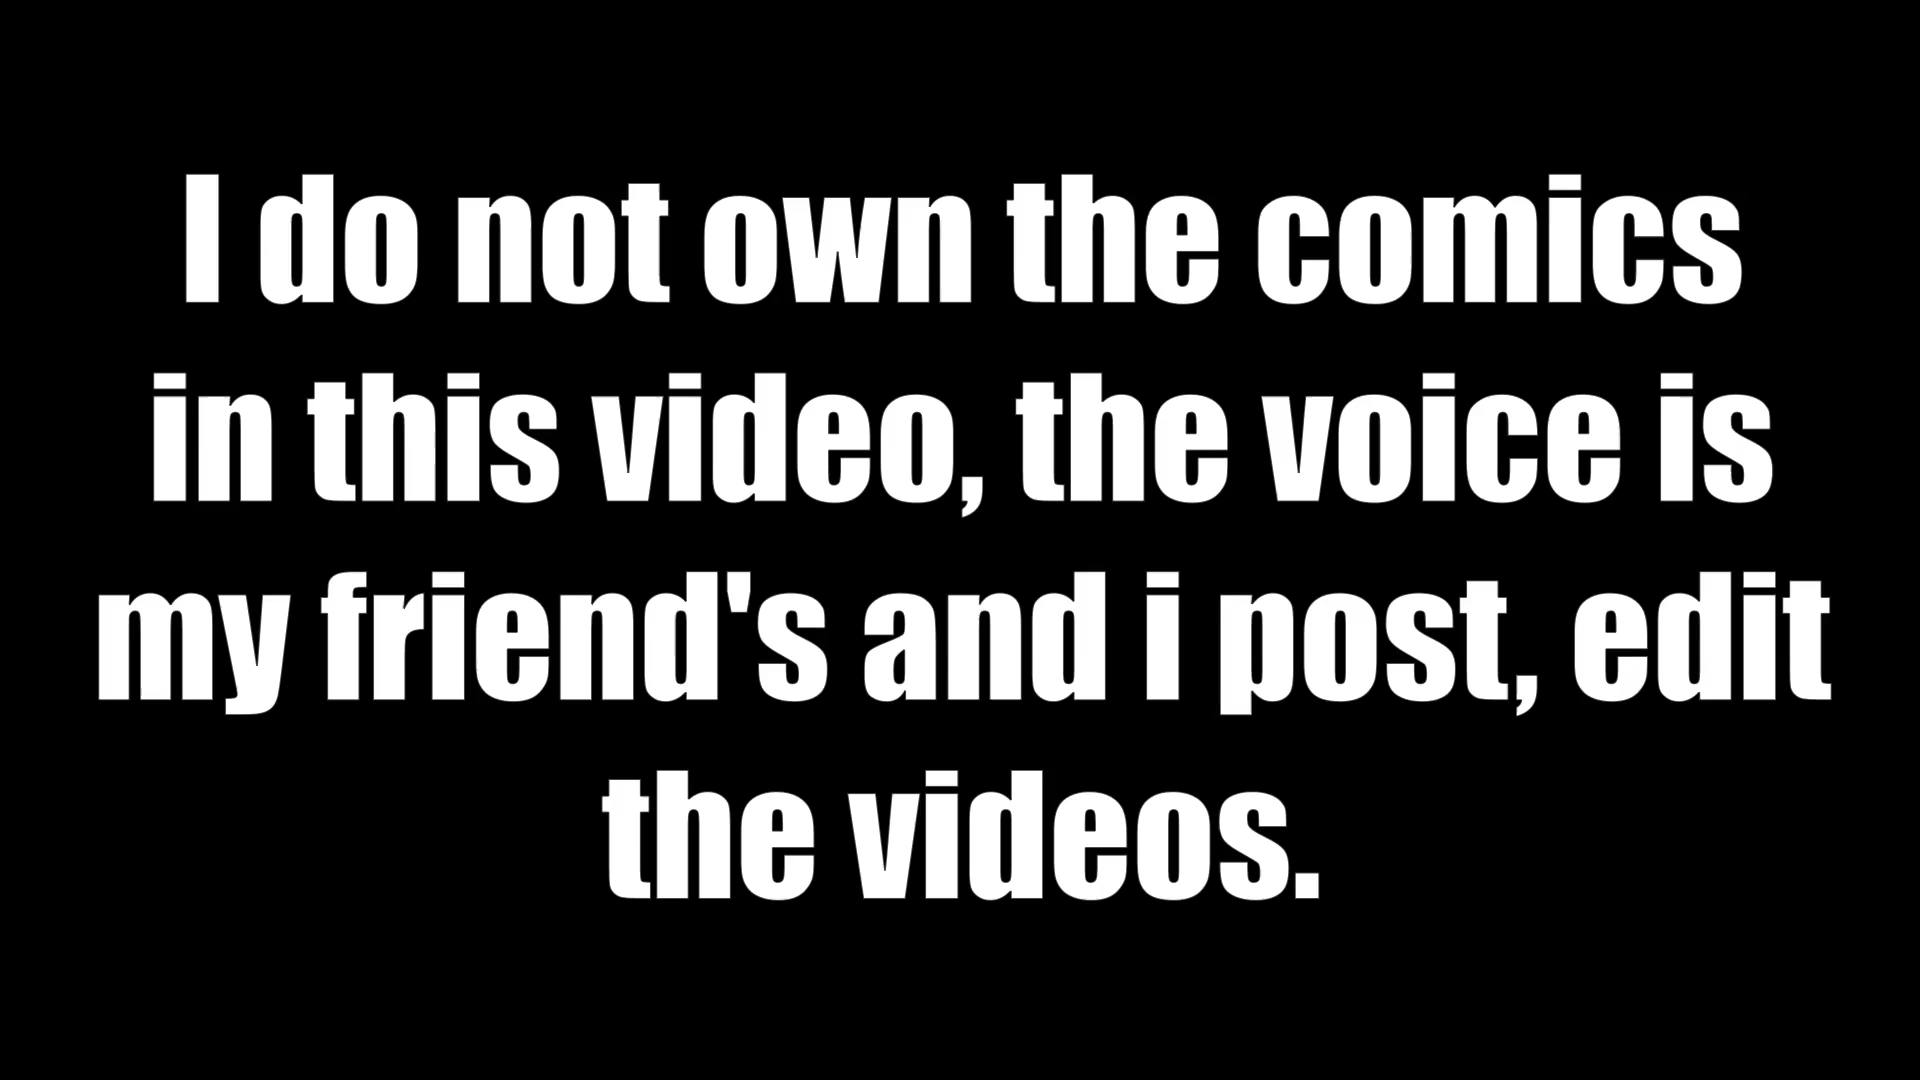 I do not own the comics
in this video, the voice is
my friend's and i post, edit
the videos.